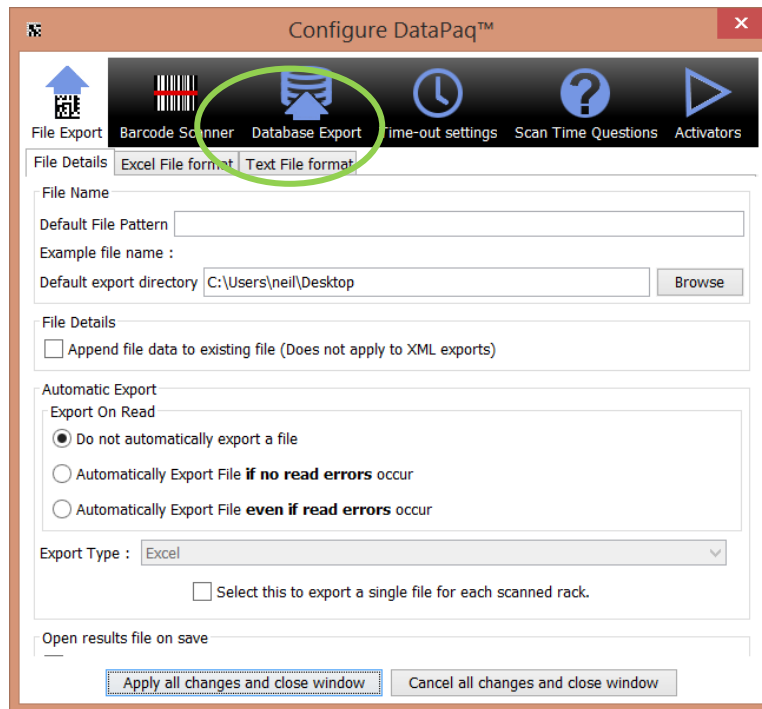 Configure DataPaq™
File Export Barcode Scanner Database Export Time-out settings Scan Time Questions Activators
File Details Excel File format Text File format
File Name
Default File Pattern
Example file name :
Default export directory C:\Users\neil\Desktop Browse
File Details
Append file data to existing file (Does not apply to XML exports)
Automatic Export
Export On Read
Do not automatically export a file
Automatically Export File if no read errors occur
Automatically Export File even if read errors occur
Export Type : Excel
Select this to export a single file for each scanned rack.
Open results file on save
Apply all changes and close window Cancel all changes and close window